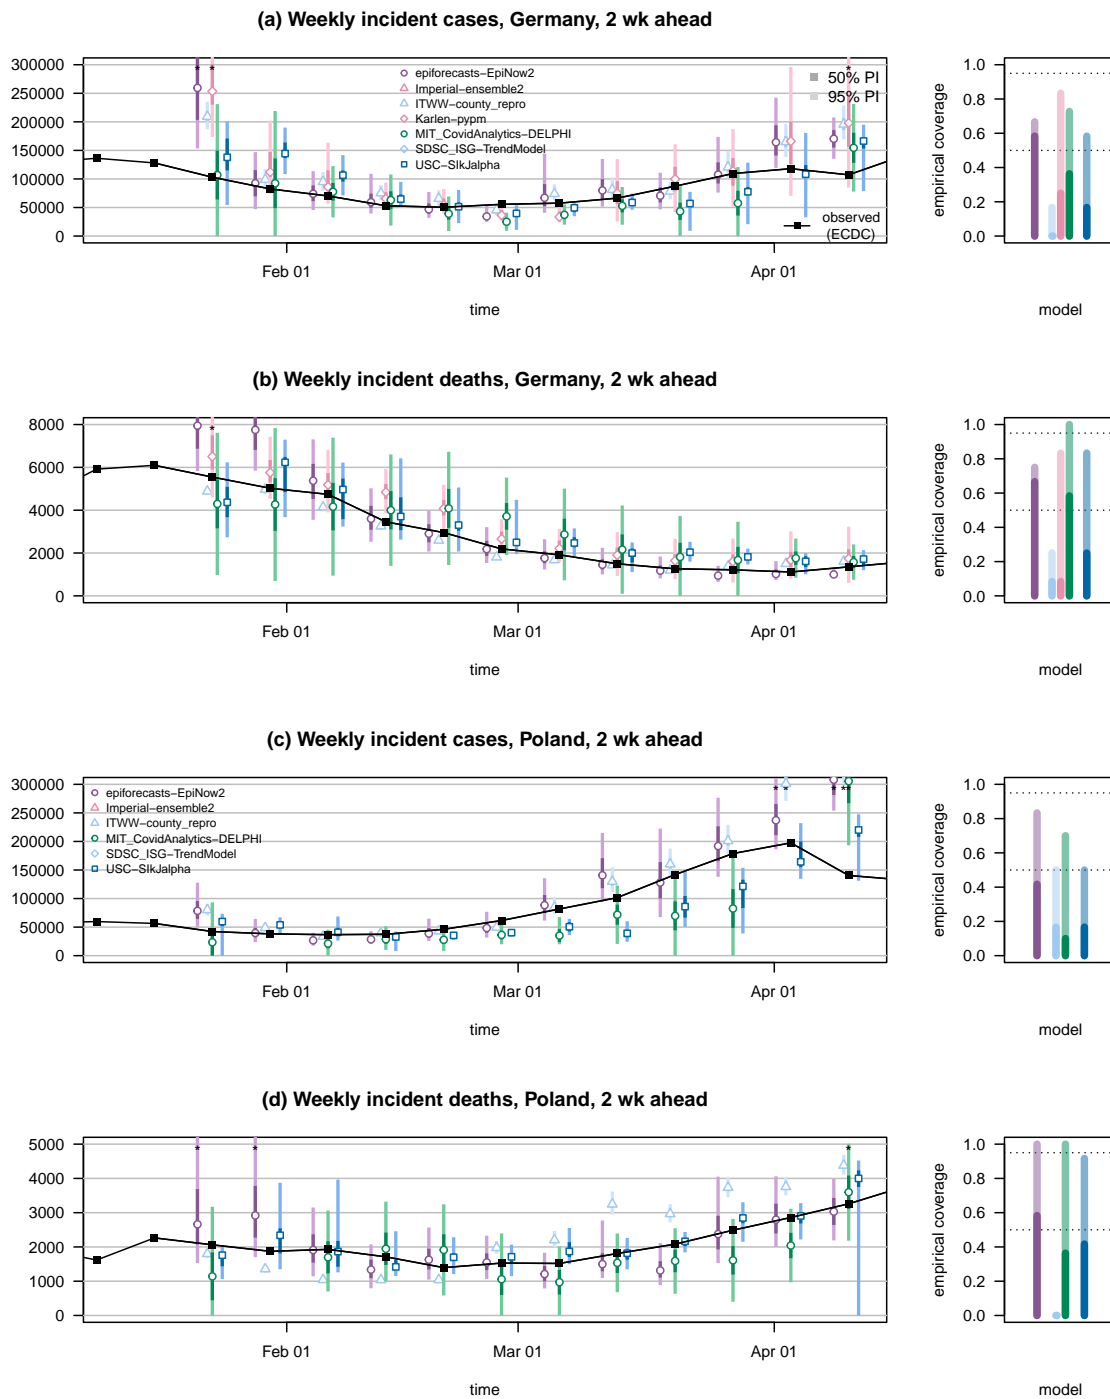 (a) Weekly incident cases, Germany, 2 wk ahead
300000
250000
200000
150000
100000
50000
0
epiforecasts−EpiNow2
Imperial−ensemble2
ITWW−county_repro
Karlen−pypm
MIT_CovidAnalytics−DELPHI
SDSC_ISG−TrendModel
USC−SIkJalpha
50% PI
95% PI
observed
(ECDC)
* * *
Feb 01 Mar 01 Apr 01
time
empirical coverage
1.0
0.8
0.6
0.4
0.2
0.0
model
(b) Weekly incident deaths, Germany, 2 wk ahead
8000
6000
4000
2000
0
*
Feb 01 Mar 01 Apr 01
time
empirical coverage
1.0
0.8
0.6
0.4
0.2
0.0
model
(c) Weekly incident cases, Poland, 2 wk ahead
300000
250000
200000
150000
100000
50000
0
epiforecasts−EpiNow2
Imperial−ensemble2
ITWW−county_repro
MIT_CovidAnalytics−DELPHI
SDSC_ISG−TrendModel
USC−SIkJalpha
* * * **
Feb 01 Mar 01 Apr 01
time
empirical coverage
1.0
0.8
0.6
0.4
0.2
0.0
model
(d) Weekly incident deaths, Poland, 2 wk ahead
5000
4000
3000
2000
1000
0
* * *
Feb 01 Mar 01 Apr 01
time
empirical coverage
1.0
0.8
0.6
0.4
0.2
0.0
model